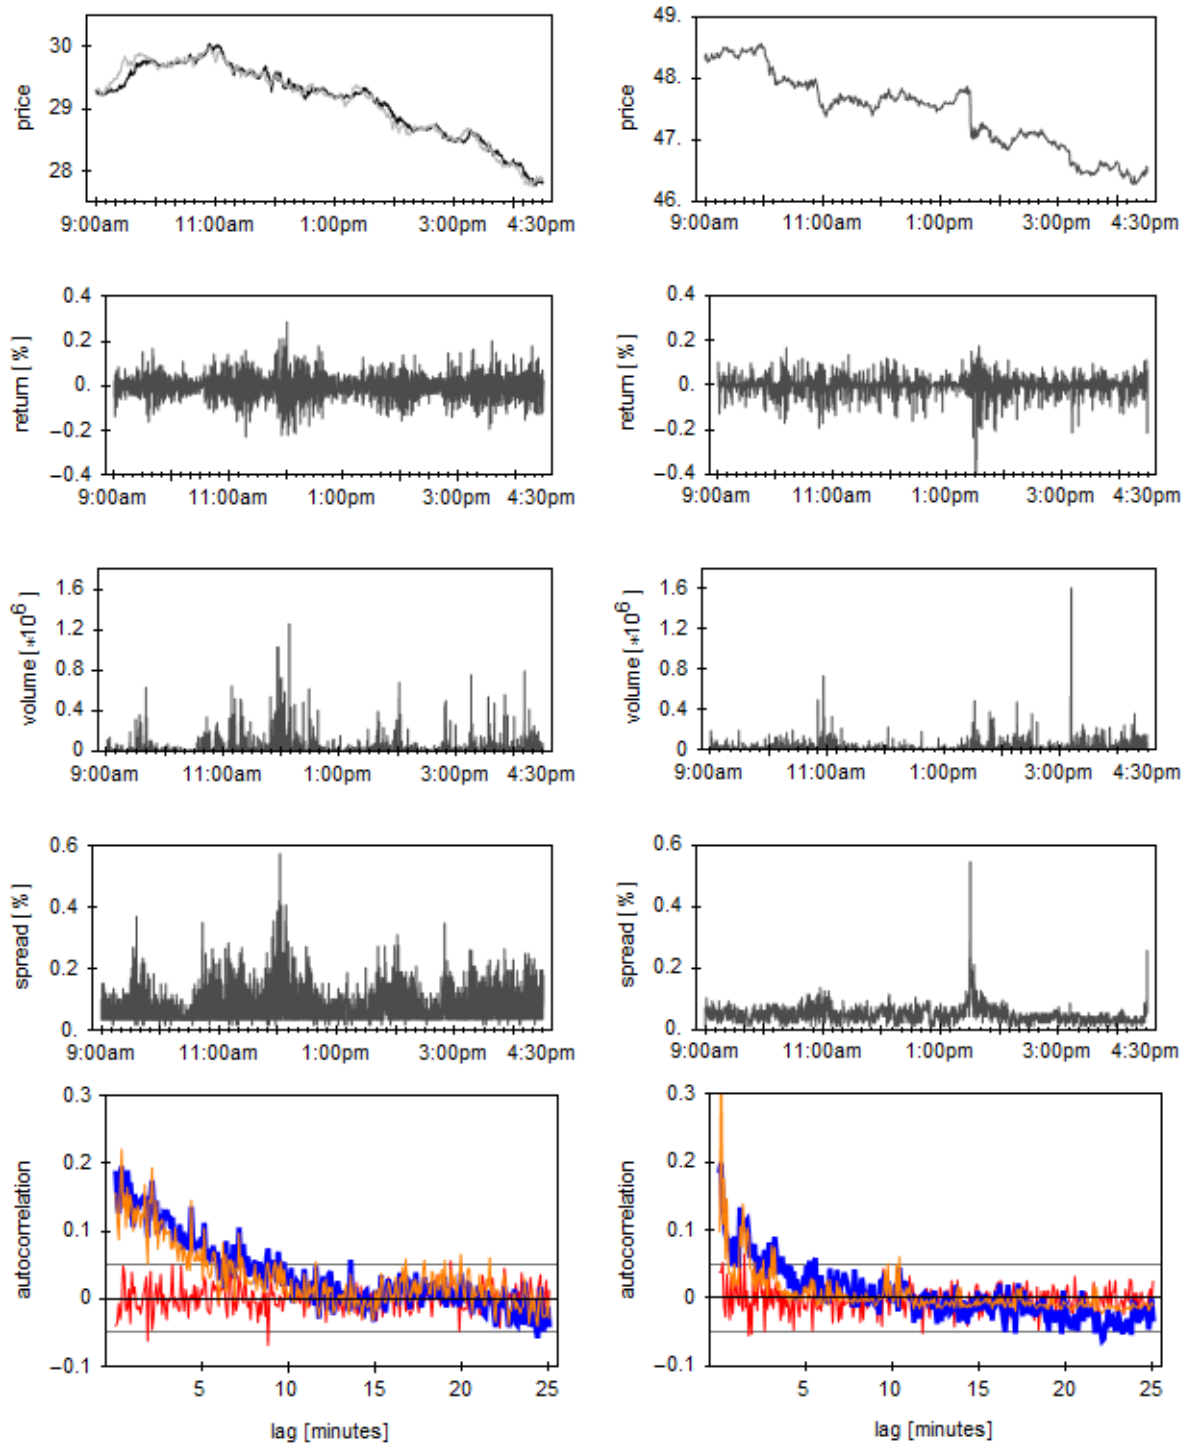 price
30
29
28
9:00am 11:00am 1:00pm 3:00pm 4:30pm
price
49.
48.
47.
46.
9:00am 11:00am 1:00pm 3:00pm 4:30pm
return [ % ]
0.4
0.2
0.
−0.2
−0.4
9:00am 11:00am 1:00pm 3:00pm 4:30pm
return [ % ]
0.4
0.2
0.
−0.2
−0.4
9:00am 11:00am 1:00pm 3:00pm 4:30pm
volume [ *10^6 ]
1.6
1.2
0.8
0.4
0
9:00am 11:00am 1:00pm 3:00pm 4:30pm
volume [ *10^6 ]
1.6
1.2
0.8
0.4
0
9:00am 11:00am 1:00pm 3:00pm 4:30pm
spread [ % ]
0.6
0.4
0.2
0.
9:00am 11:00am 1:00pm 3:00pm 4:30pm
spread [ % ]
0.6
0.4
0.2
0.
9:00am 11:00am 1:00pm 3:00pm 4:30pm
autocorrelation
0.3
0.2
0.1
0
−0.1
5 10 15 20 25
lag [minutes]
autocorrelation
0.3
0.2
0.1
0
−0.1
5 10 15 20 25
lag [minutes]